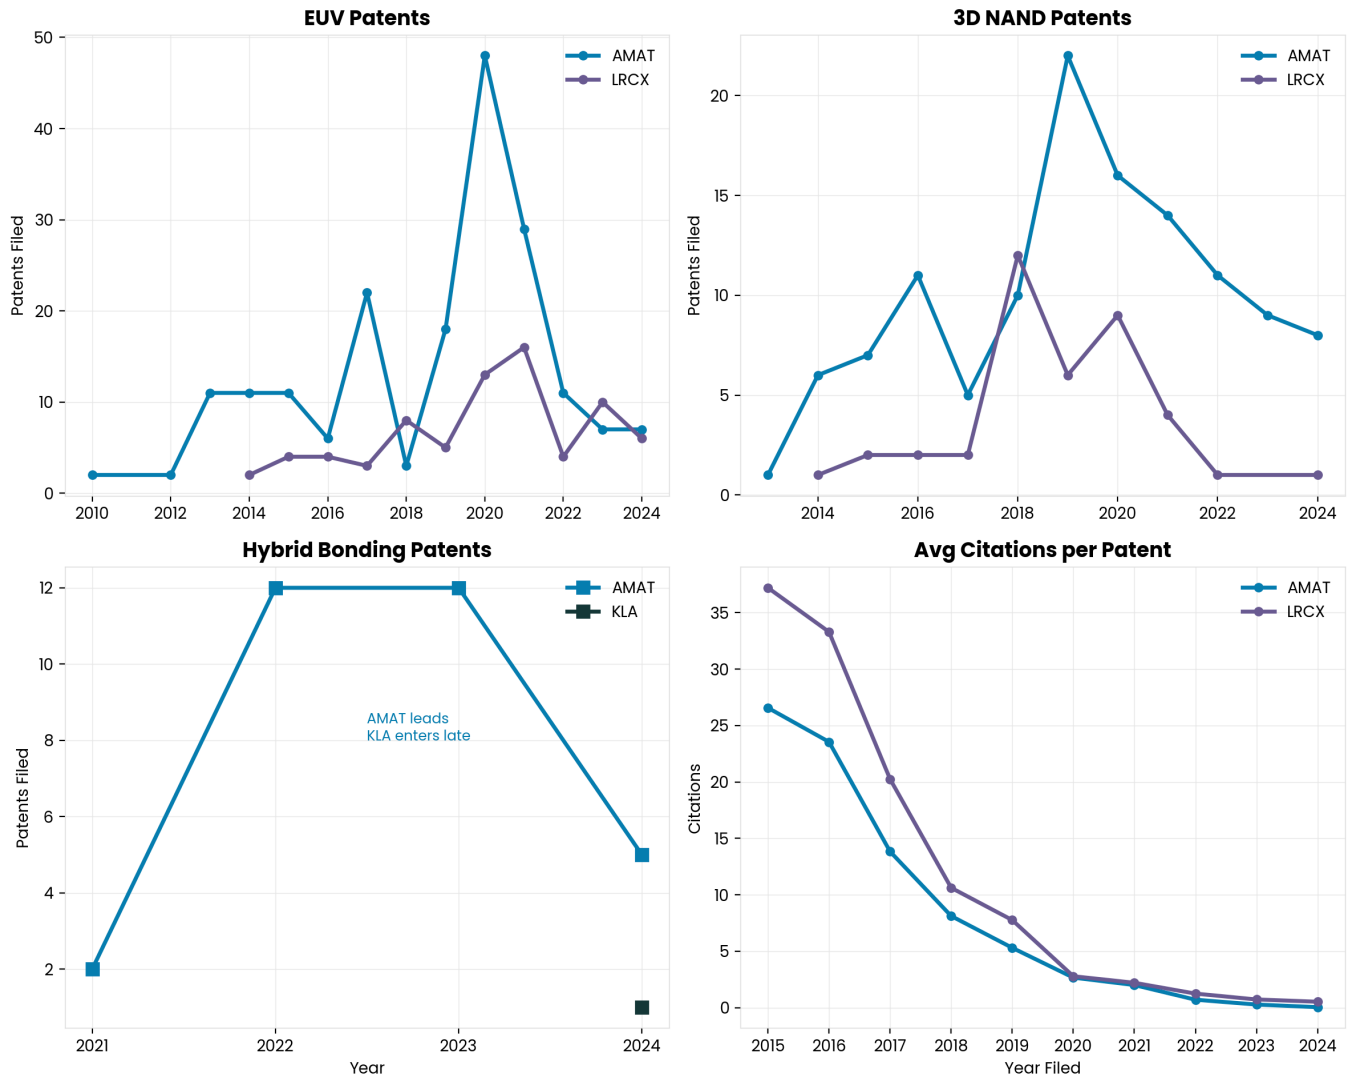 EUV Patents
50
40
30
20
10
0
Patents Filed
AMAT
LRCX
2010 2012 2014 2016 2018 2020 2022 2024
3D NAND Patents
20
15
10
5
0
Patents Filed
AMAT
LRCX
2014 2016 2018 2020 2022 2024
Hybrid Bonding Patents
12
10
8
6
4
2
Patents Filed
AMAT
KLA
AMAT leads
KLA enters late
2021 2022 2023 2024
Year
Avg Citations per Patent
35
30
25
20
15
10
5
0
Citations
AMAT
LRCX
2015 2016 2017 2018 2019 2020 2021 2022 2023 2024
Year Filed